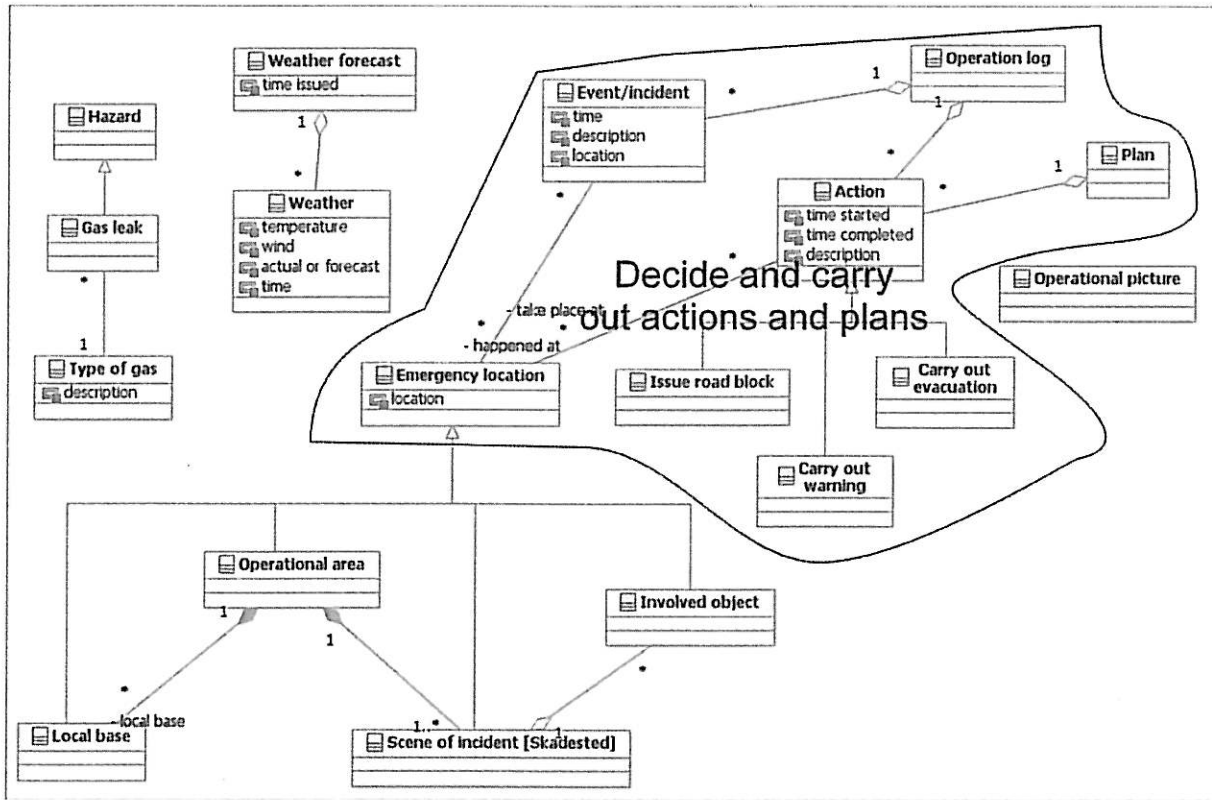 Weather forecast
time issued
1
*
Weather
temperature
wind
actual or forecast
time
Hazard
Gas leak
*
1
Type of gas
description
Event/incident
time
description
location
*
1
Operation log
1
*
*
1
Plan
Action
time started
time completed
description
*
*
Decide and carry
out actions and plans
Operational picture
- take place at
*
*
- happened at
Emergency location
location
Issue road block
Carry out
evacuation
Carry out
warning
Operational area
1
1
Involved object
*
*
- local base
Local base
1..*
1
Scene of incident [Skadested]